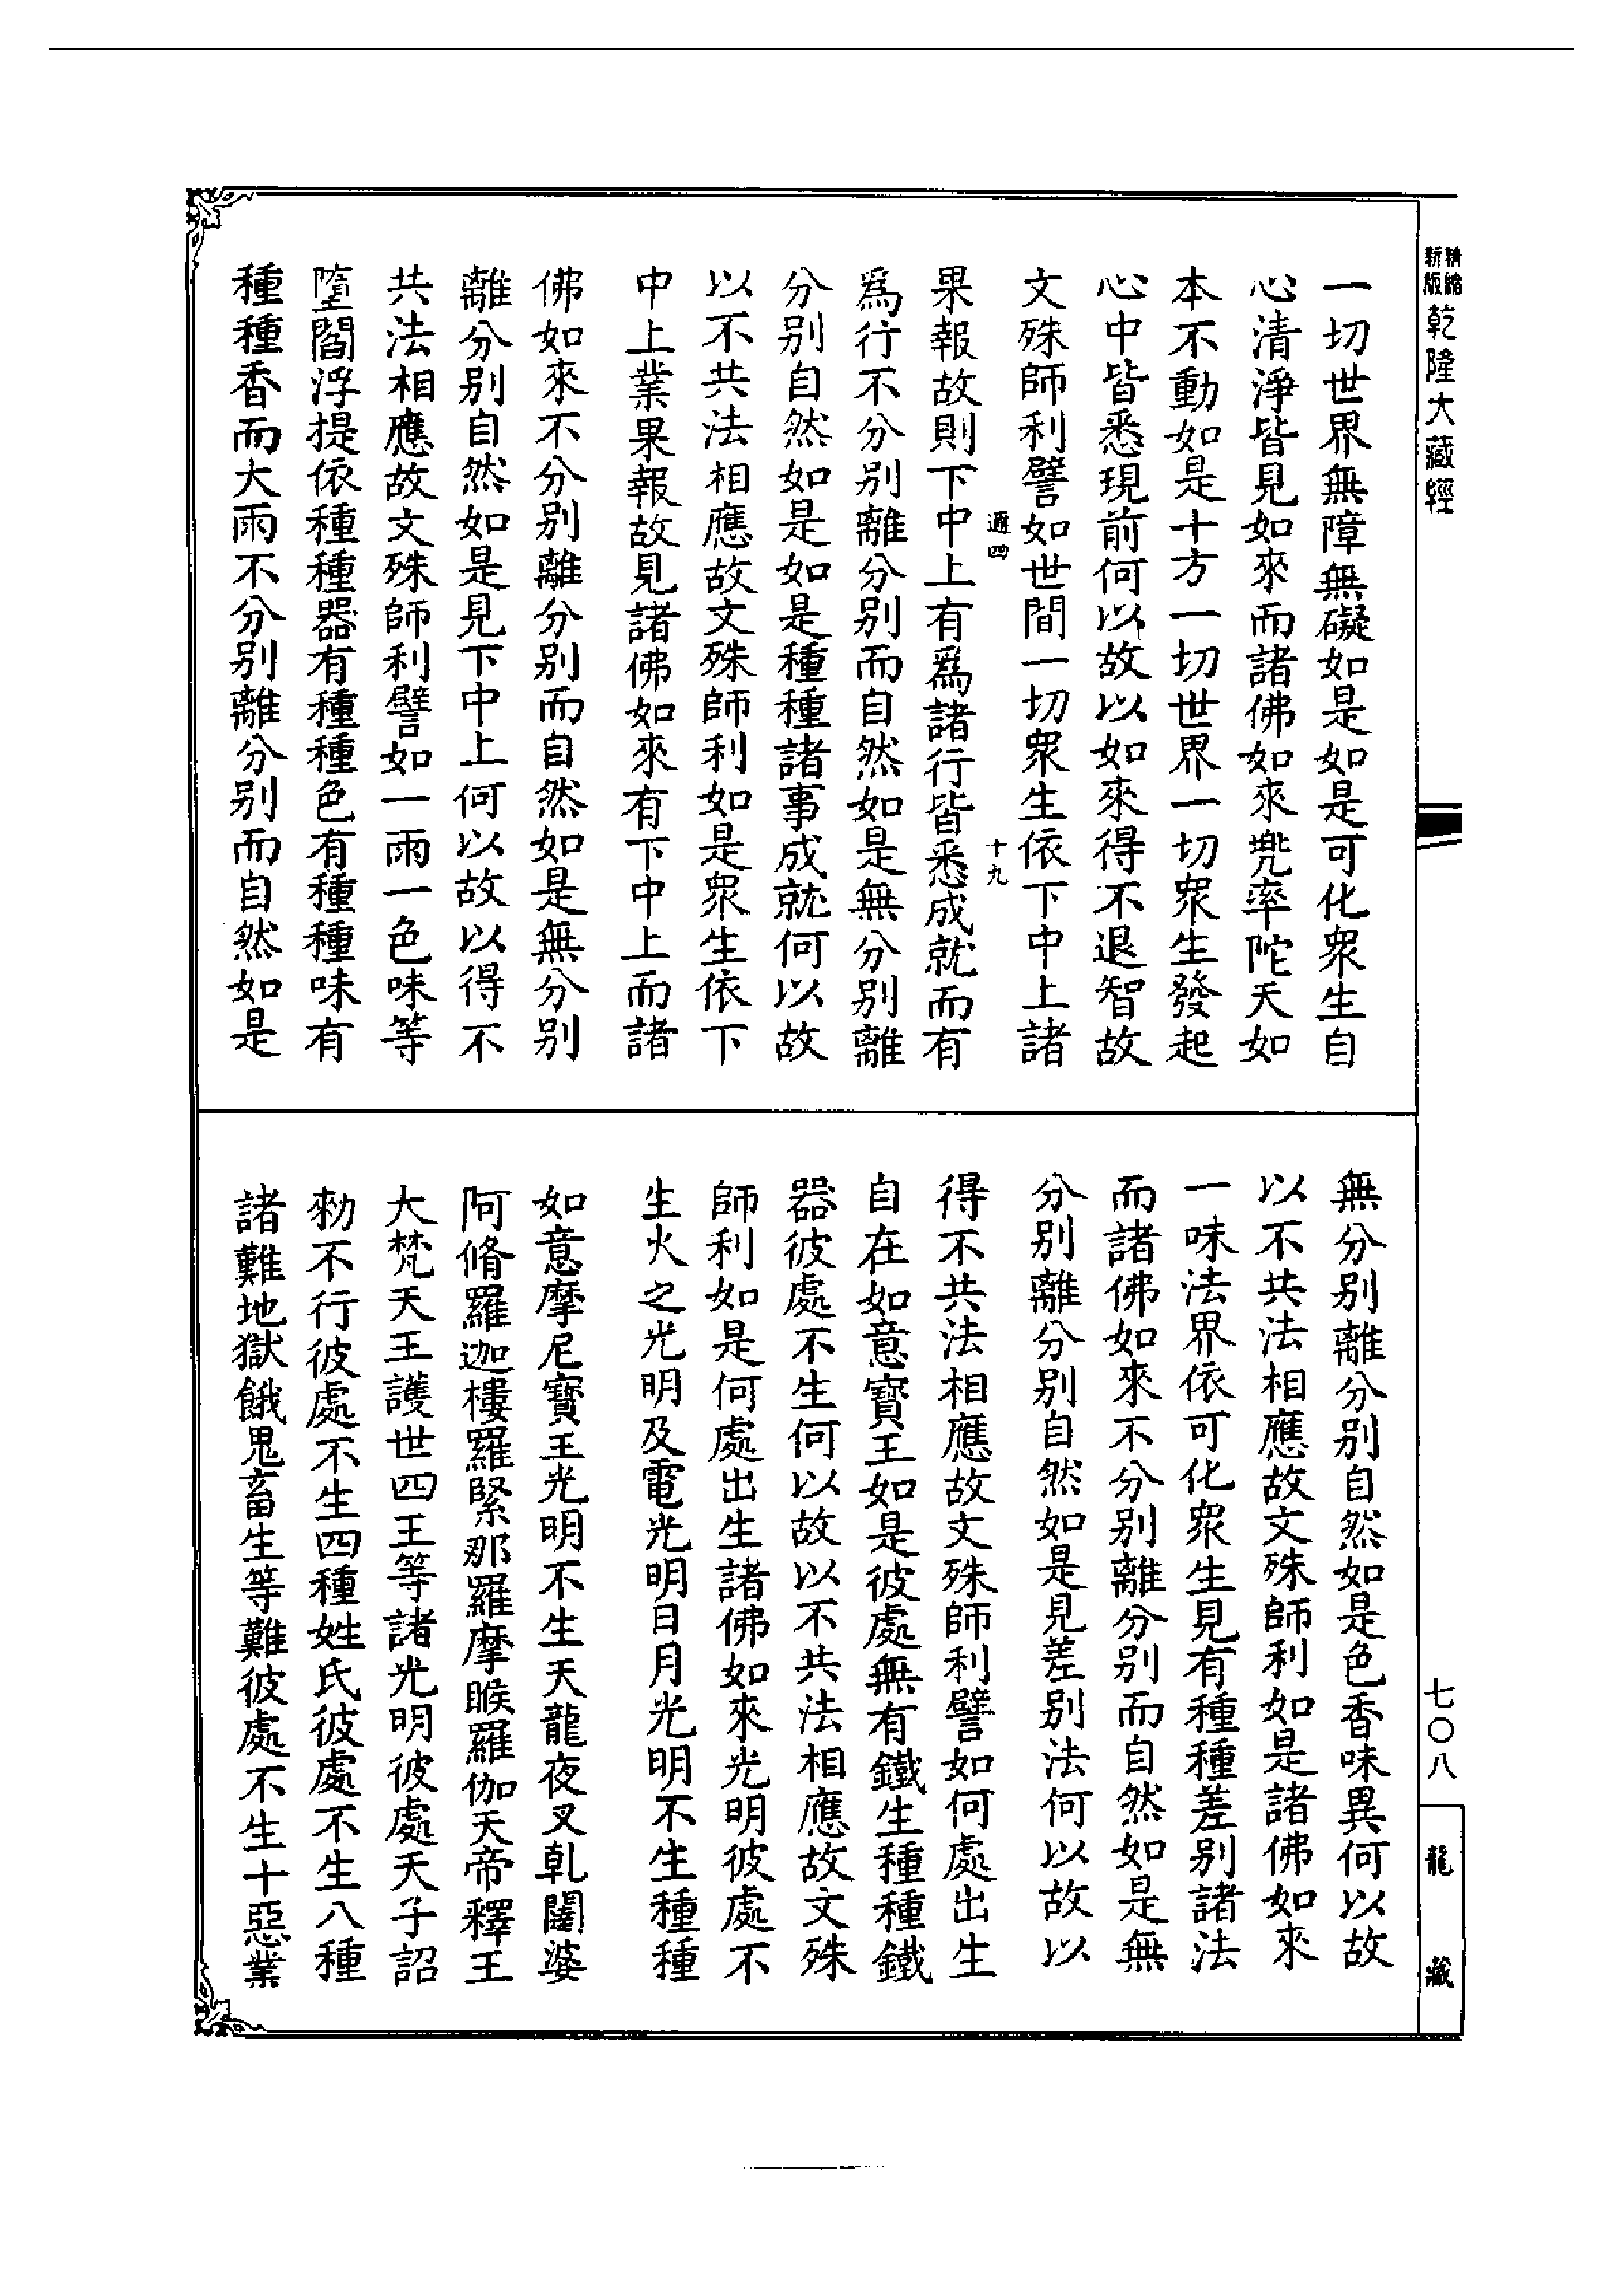 精縮新版乾隆大藏經
一切世界無障無礙如是如是可化衆生自
心清淨皆見如來而諸佛如來兠率陀天如
本不動如是十方一切世界一切衆生發起
心中皆悉現前何以故以如來得不退智故
文殊師利譬如世間一切衆生依下中上諸
邇四 十九
果報故則下中上有爲諸行皆悉成就而有
爲行不分别離分别而自然如是無分别離
分别自然如是如是種種諸事成就何以故
以不共法相應故文殊師利如是衆生依下
中上業果報故見諸佛如來有下中上而諸
佛如來不分别離分别而自然如是無分别
離分别自然如是見下中上何以故以得不
共法相應故文殊師利譬如一雨一色味等
墮閻浮提依種種器有種種色有種種味有
種種香而大雨不分别離分别而自然如是
無分别離分别自然如是色香味異何以故
以不共法相應故文殊師利如是諸佛如來
一味法界依可化衆生見有種種差别諸法
而諸佛如來不分别離分别而自然如是無
分别離分别自然如是見差别法何以故以
得不共法相應故文殊師利譬如何處出生
自在如意寶王如是彼處無有鐵生種種鐵
器彼處不生何以故以不共法相應故文殊
師利如是何處出生諸佛如來光明彼處不
生火之光明及電光明日月光明不生種種
如意摩尼寶王光明不生天龍夜叉乹闥婆
阿脩羅迦樓羅緊那羅摩睺羅伽天帝釋王
大梵天王護世四王等諸光明彼處天子詔
勑不行彼處不生四種姓氏彼處不生八種
諸難地獄餓鬼畜生等難彼處不生十惡業
七〇八
龍藏